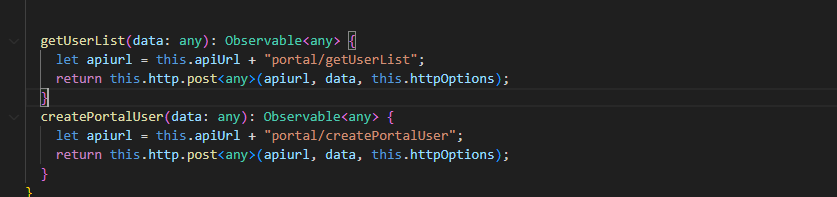 getUserList(data: any): Observable<any> {
let apiurl = this.apiUrl + "portal/getUserList";
return this.http.post<any>(apiurl, data, this.httpOptions);
}
createPortalUser(data: any): Observable<any> {
let apiurl = this.apiUrl + "portal/createPortalUser";
return this.http.post<any>(apiurl, data, this.httpOptions);
}
}